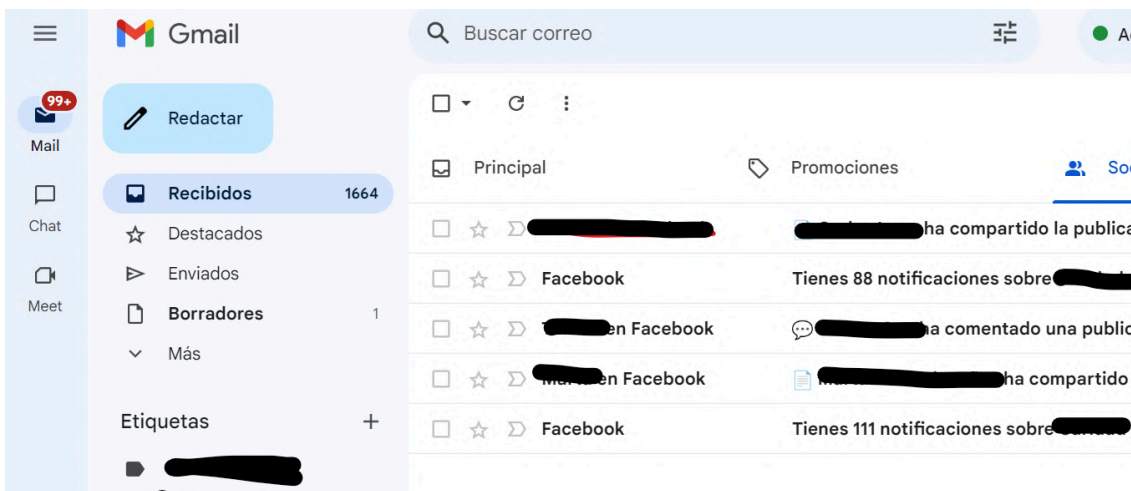 Gmail
Buscar correo
99+
Mail
Redactar
Principal
Promociones
Recibidos 1664
Chat
Destacados
ha compartido la publica
Enviados
Facebook Tienes 88 notificaciones sobre
Meet
Borradores 1
en Facebook ha comentado una public
Más
en Facebook ha compartido
Etiquetas +
Facebook Tienes 111 notificaciones sobre